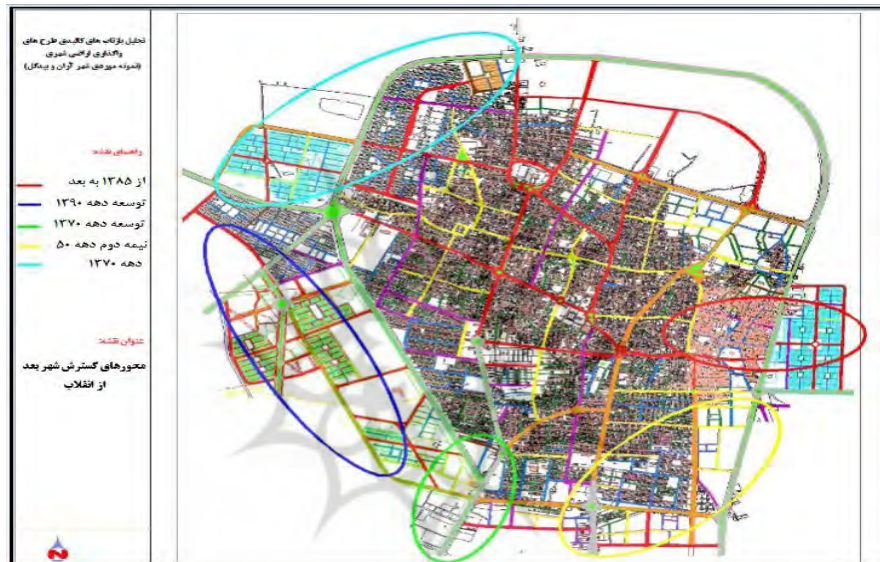 تحلیل بازتاب های کالبدی طرح های
واگذاری اراضی شهری
(نمونه موردی شهر آران و بیدگل)
راهنمای نقشه:
از ۱۳۸۵ به بعد
توسعه دهه ۱۳۹۰
توسعه دهه ۱۳۷۰
نیمه دوم دهه ۵۰
دهه ۱۳۷۰
عنوان نقشه:
محورهای گسترش شهر بعد
از انقلاب
N